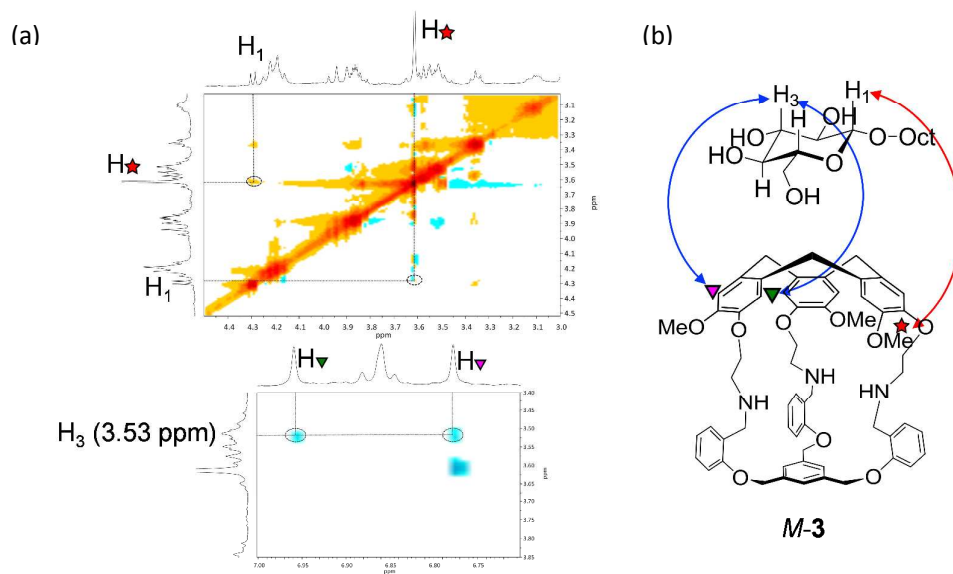 (a)
H1
H★
3.1
3.2
3.3
3.4
3.5
3.6
3.7
3.8
3.9
4.0
4.1
4.2
4.3
4.4
4.5
ppm
H★
H1
4.4 4.3 4.2 4.1 4.0 3.9 3.8 3.7 3.6 3.5 3.4 3.3 3.2 3.1 3.0
ppm
H▼
H▼
H3 (3.53 ppm)
3.40
3.45
3.50
3.55
3.60
3.65
3.70
3.75
3.80
3.85
ppm
7.00 6.95 6.90 6.85 6.80 6.75
ppm
(b)
H3
H1
H
OH
HO
H
O
Oct
HO
O
H
OH
MeO
O
O
OMe
OMe
O
NH
NH
HN
O
O
O
M-3